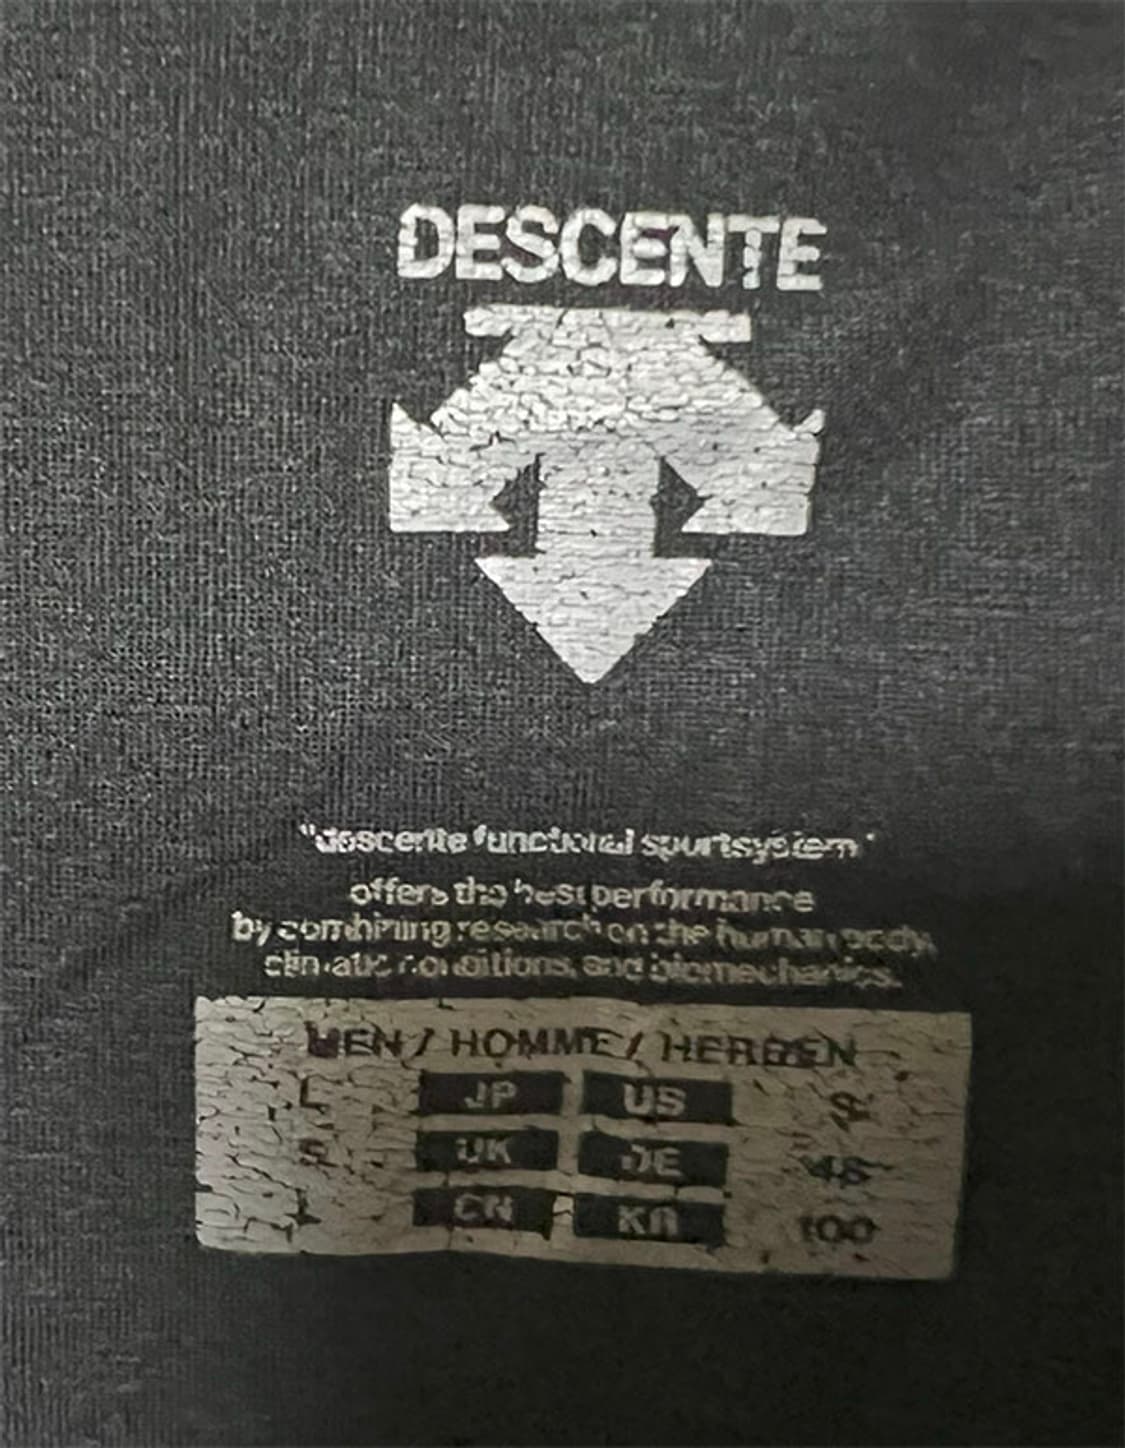 DESCENTE
"descente functional sportsystem"
offers the best performance
by combining research on the human body,
climatic conditions, and biomechanics.
MEN / HOMME / HERREN
L JP US S
S UK DE 48
L CN KR 100